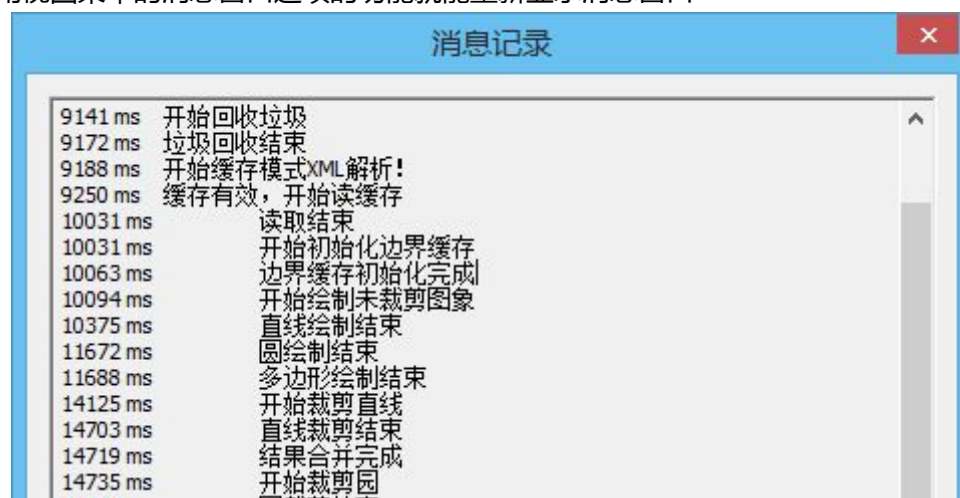 消息记录
9141 ms 开始回收垃圾
9172 ms 垃圾回收结束
9188 ms 开始缓存模式XML解析!
9250 ms 缓存有效，开始读缓存
10031 ms 读取结束
10031 ms 开始初始化边界缓存
10063 ms 边界缓存初始化完成
10094 ms 开始绘制未裁剪图象
10375 ms 直线绘制结束
11672 ms 圆绘制结束
11688 ms 多边形绘制结束
14125 ms 开始裁剪直线
14703 ms 直线裁剪结束
14719 ms 结果合并完成
14735 ms 开始裁剪园